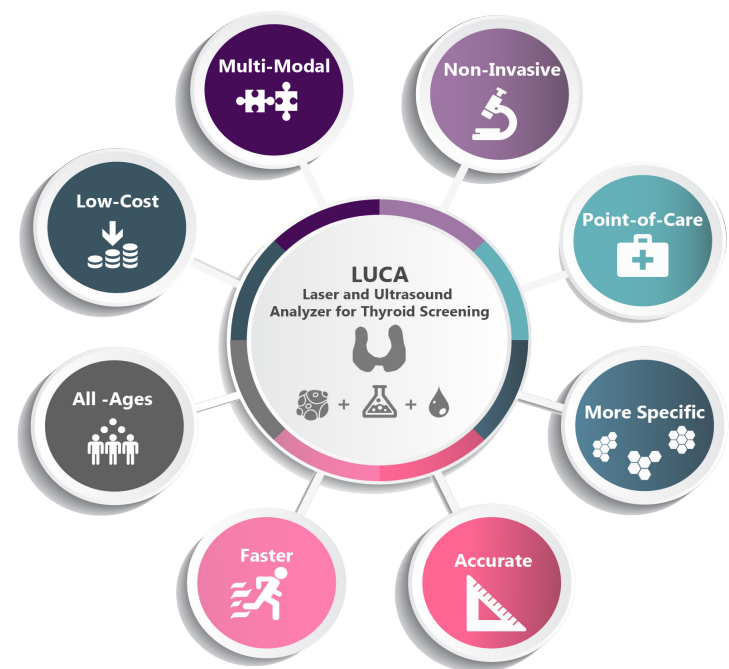 Multi-Modal
Non-Invasive
Low-Cost
Point-of-Care
LUCA
Laser and Ultrasound
Analyzer for Thyroid Screening
+ +
All -Ages
More Specific
Faster
Accurate